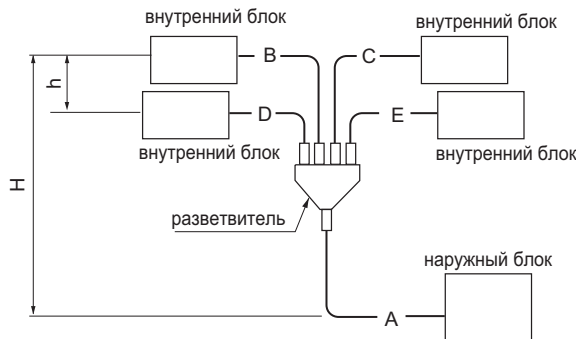 внутренний блок
внутренний блок
B
C
h
D
E
внутренний блок
внутренний блок
H
разветвитель
наружный блок
A